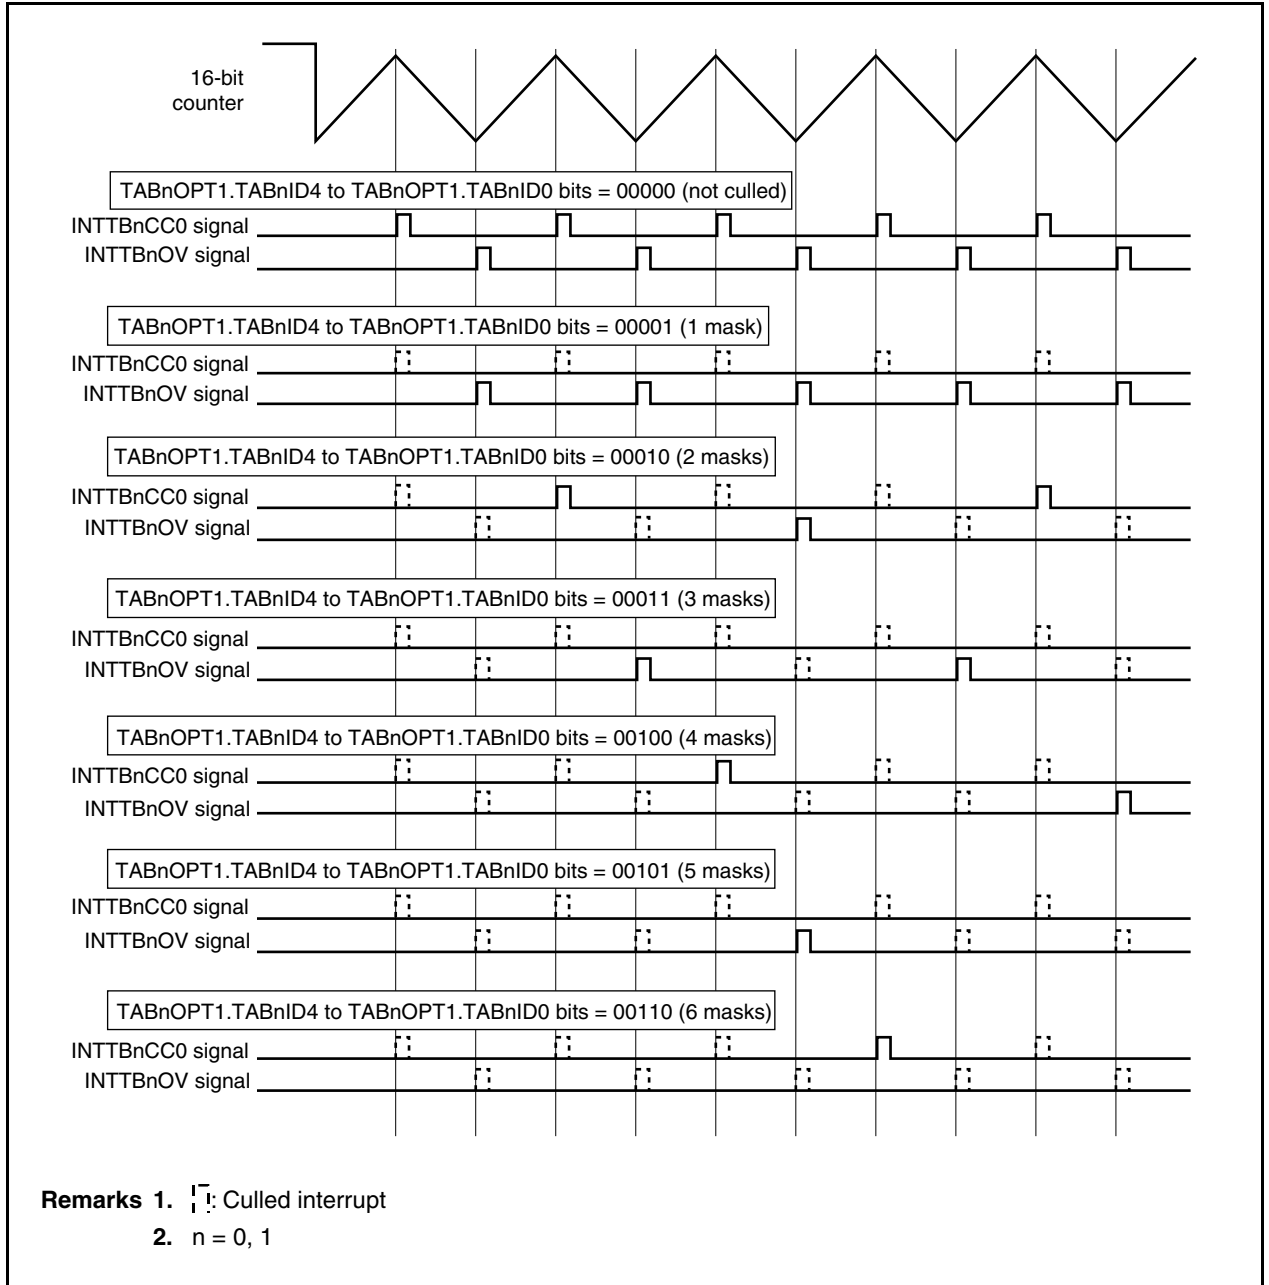 16-bit
counter
TABnOPT1.TABnID4 to TABnOPT1.TABnID0 bits = 00000 (not culled)
INTTBnCC0 signal
INTTBnOV signal
TABnOPT1.TABnID4 to TABnOPT1.TABnID0 bits = 00001 (1 mask)
INTTBnCC0 signal
INTTBnOV signal
TABnOPT1.TABnID4 to TABnOPT1.TABnID0 bits = 00010 (2 masks)
INTTBnCC0 signal
INTTBnOV signal
TABnOPT1.TABnID4 to TABnOPT1.TABnID0 bits = 00011 (3 masks)
INTTBnCC0 signal
INTTBnOV signal
TABnOPT1.TABnID4 to TABnOPT1.TABnID0 bits = 00100 (4 masks)
INTTBnCC0 signal
INTTBnOV signal
TABnOPT1.TABnID4 to TABnOPT1.TABnID0 bits = 00101 (5 masks)
INTTBnCC0 signal
INTTBnOV signal
TABnOPT1.TABnID4 to TABnOPT1.TABnID0 bits = 00110 (6 masks)
INTTBnCC0 signal
INTTBnOV signal
Remarks 1. : Culled interrupt
2. n = 0, 1